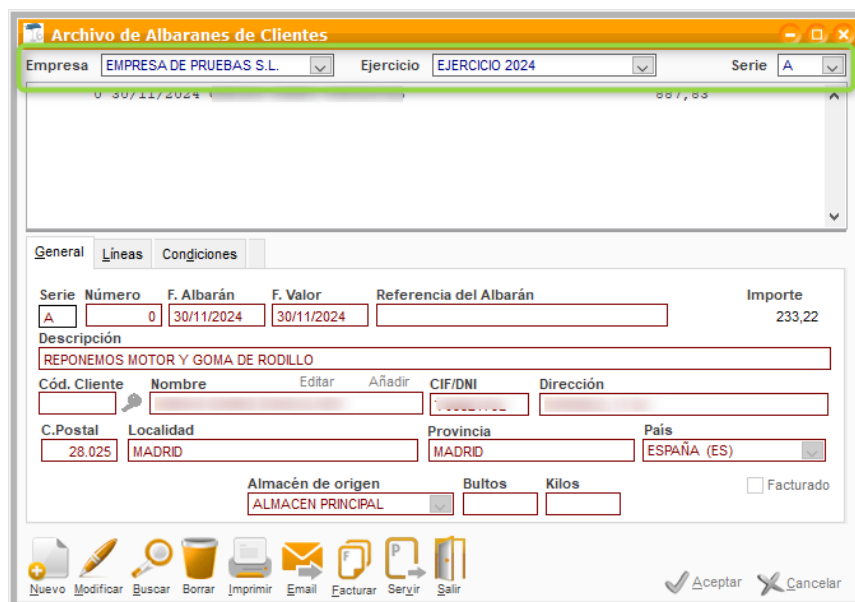 Archivo de Albaranes de Clientes
Empresa EMPRESA DE PRUEBAS S.L. Ejercicio EJERCICIO 2024 Serie A
0 30/11/2024 887,83
General Líneas Condiciones
Serie Número F. Albarán F. Valor Referencia del Albarán Importe
A 0 30/11/2024 30/11/2024 233,22
Descripción
REPONEMOS MOTOR Y GOMA DE RODILLO
Cód. Cliente Nombre Editar Añadir CIF/DNI Dirección
C.Postal Localidad Provincia País
28.025 MADRID MADRID ESPAÑA (ES)
Almacén de origen Bultos Kilos Facturado
ALMACEN PRINCIPAL
Nuevo Modificar Buscar Borrar Imprimir Email Facturar Servir Salir Aceptar Cancelar